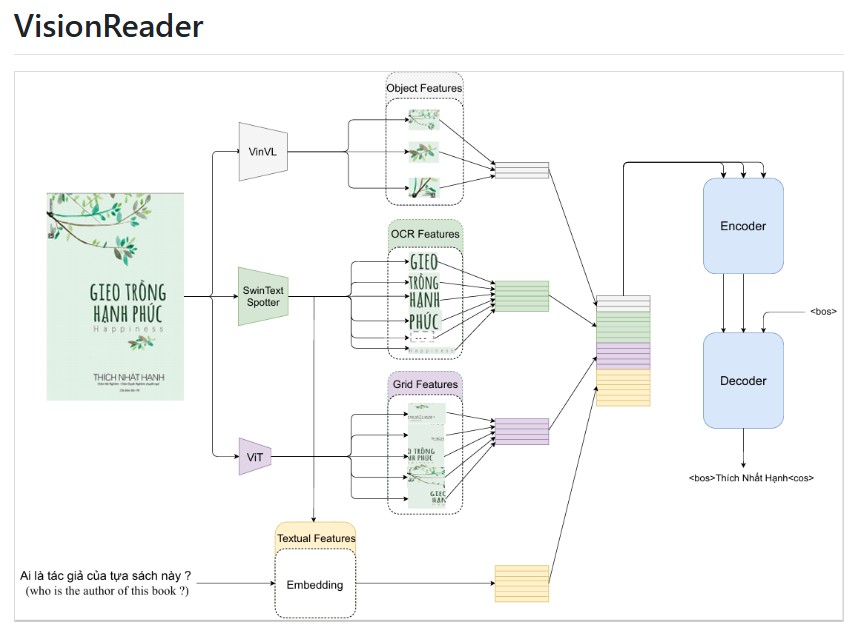 VisionReader
Object Features
VinVL
OCR Features
SwinText
Spotter
GIEO
TRỒNG
HẠNH
PHÚC
Happiness
GIEO TRỒNG
HẠNH PHÚC
Happiness
THÍCH NHẤT HẠNH
Grid Features
ViT
Textual Features
Embedding
Ai là tác giả của tựa sách này ?
(who is the author of this book ?)
Encoder
<bos>
Decoder
<bos>Thích Nhất Hạnh<cos>